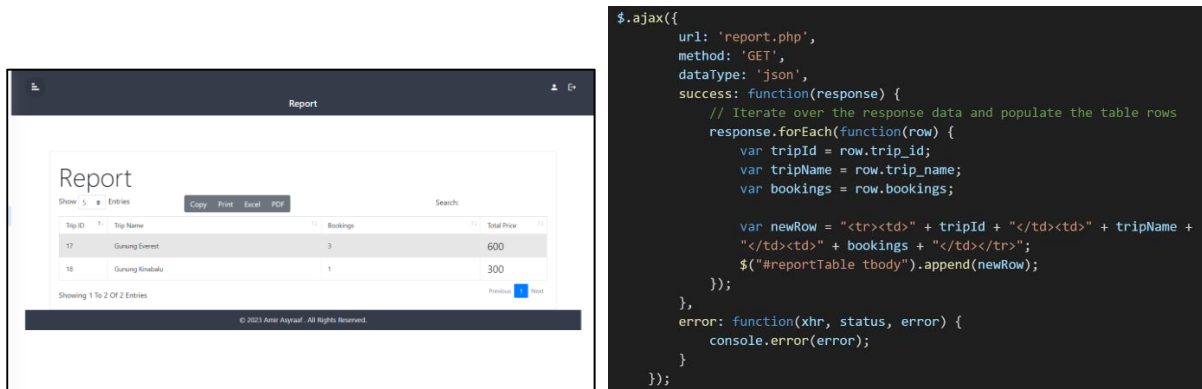 Report
Report
Show 5 Entries
Copy Print Excel PDF
Search:
Trip ID Trip Name Bookings Total Price
17 Gunung Everest 3 600
18 Gunung Kinabalu 1 300
Showing 1 To 2 Of 2 Entries
Previous 1 Next
© 2023 Amir Asyraaf . All Rights Reserved.
$.ajax({
url: 'report.php',
method: 'GET',
dataType: 'json',
success: function(response) {
// Iterate over the response data and populate the table rows
response.forEach(function(row) {
var tripId = row.trip_id;
var tripName = row.trip_name;
var bookings = row.bookings;
var newRow = "<tr><td>" + tripId + "</td><td>" + tripName +
"</td><td>" + bookings + "</td></tr>";
$("#reportTable tbody").append(newRow);
});
},
error: function(xhr, status, error) {
console.error(error);
}
});